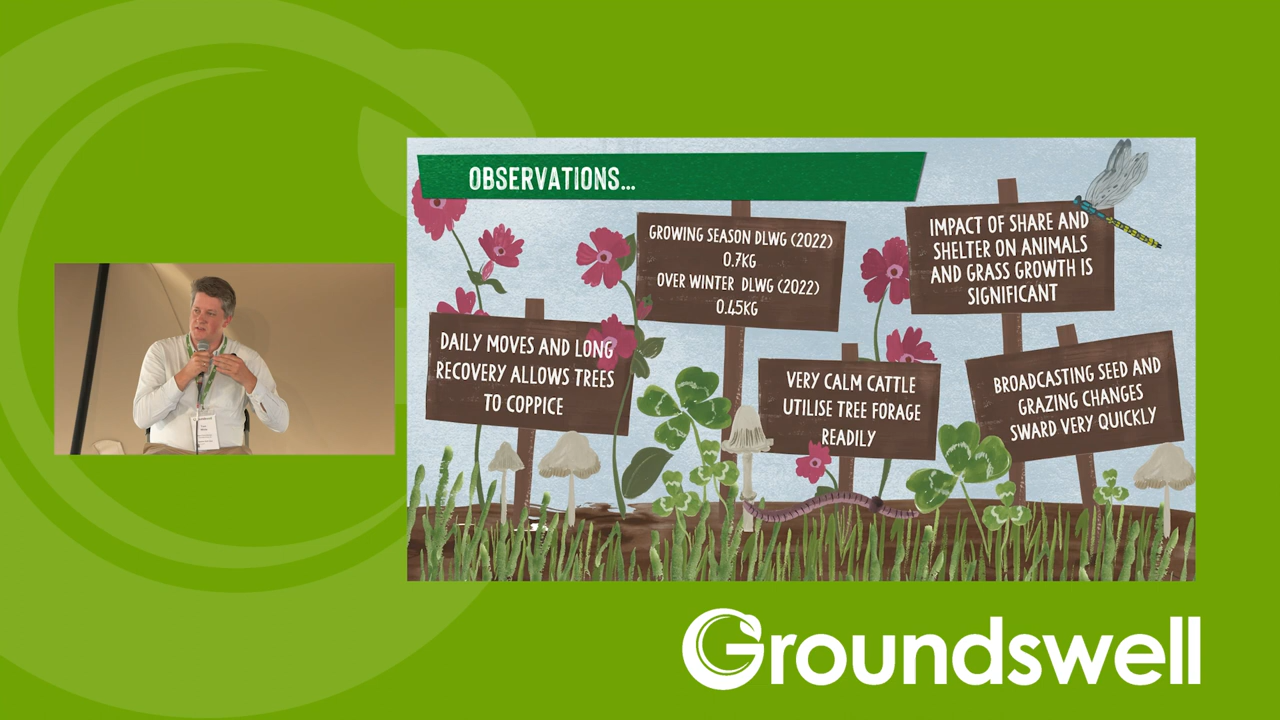 OBSERVATIONS...
GROWING SEASON DLWG (2022)
0.7KG
OVER WINTER DLWG (2022)
0.45KG
IMPACT OF SHARE AND
SHELTER ON ANIMALS
AND GRASS GROWTH IS
SIGNIFICANT
DAILY MOVES AND LONG
RECOVERY ALLOWS TREES
TO COPPICE
VERY CALM CATTLE
UTILISE TREE FORAGE
READILY
BROADCASTING SEED AND
GRAZING CHANGES
SWARD VERY QUICKLY
Groundswell